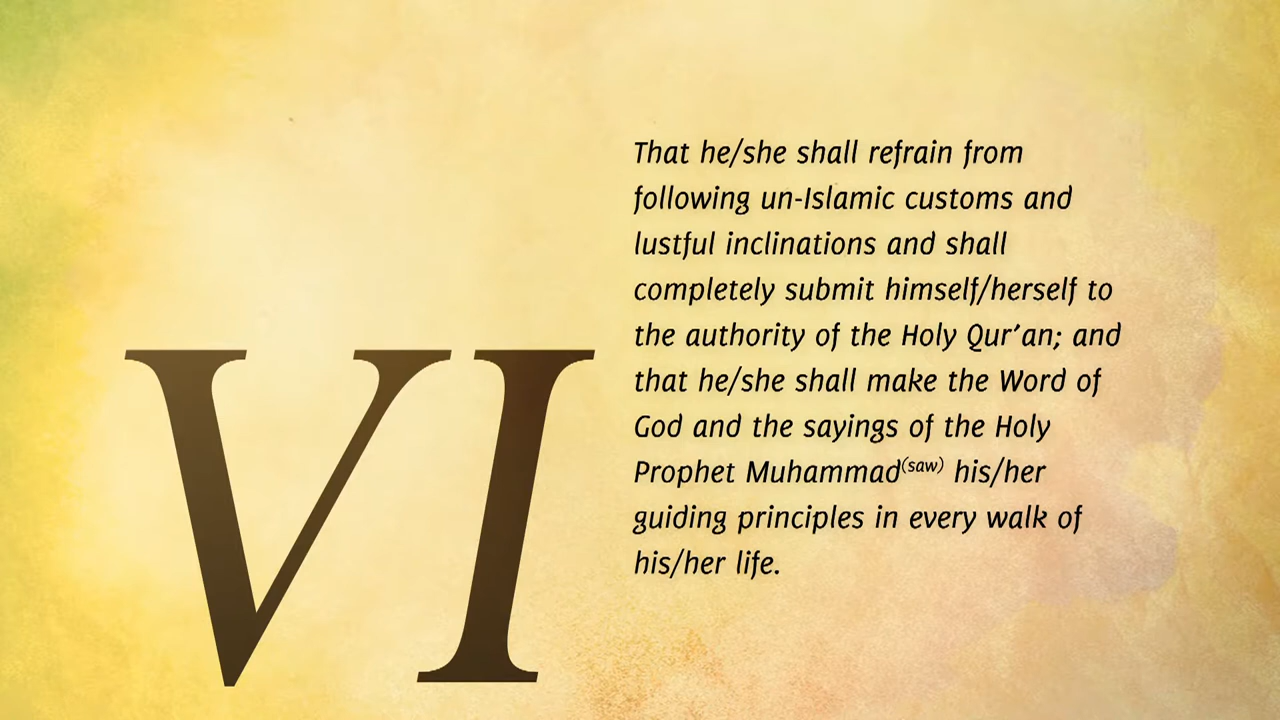 VI
That he/she shall refrain from
following un-Islamic customs and
lustful inclinations and shall
completely submit himself/herself to
the authority of the Holy Qur’an; and
that he/she shall make the Word of
God and the sayings of the Holy
Prophet Muhammad(saw) his/her
guiding principles in every walk of
his/her life.